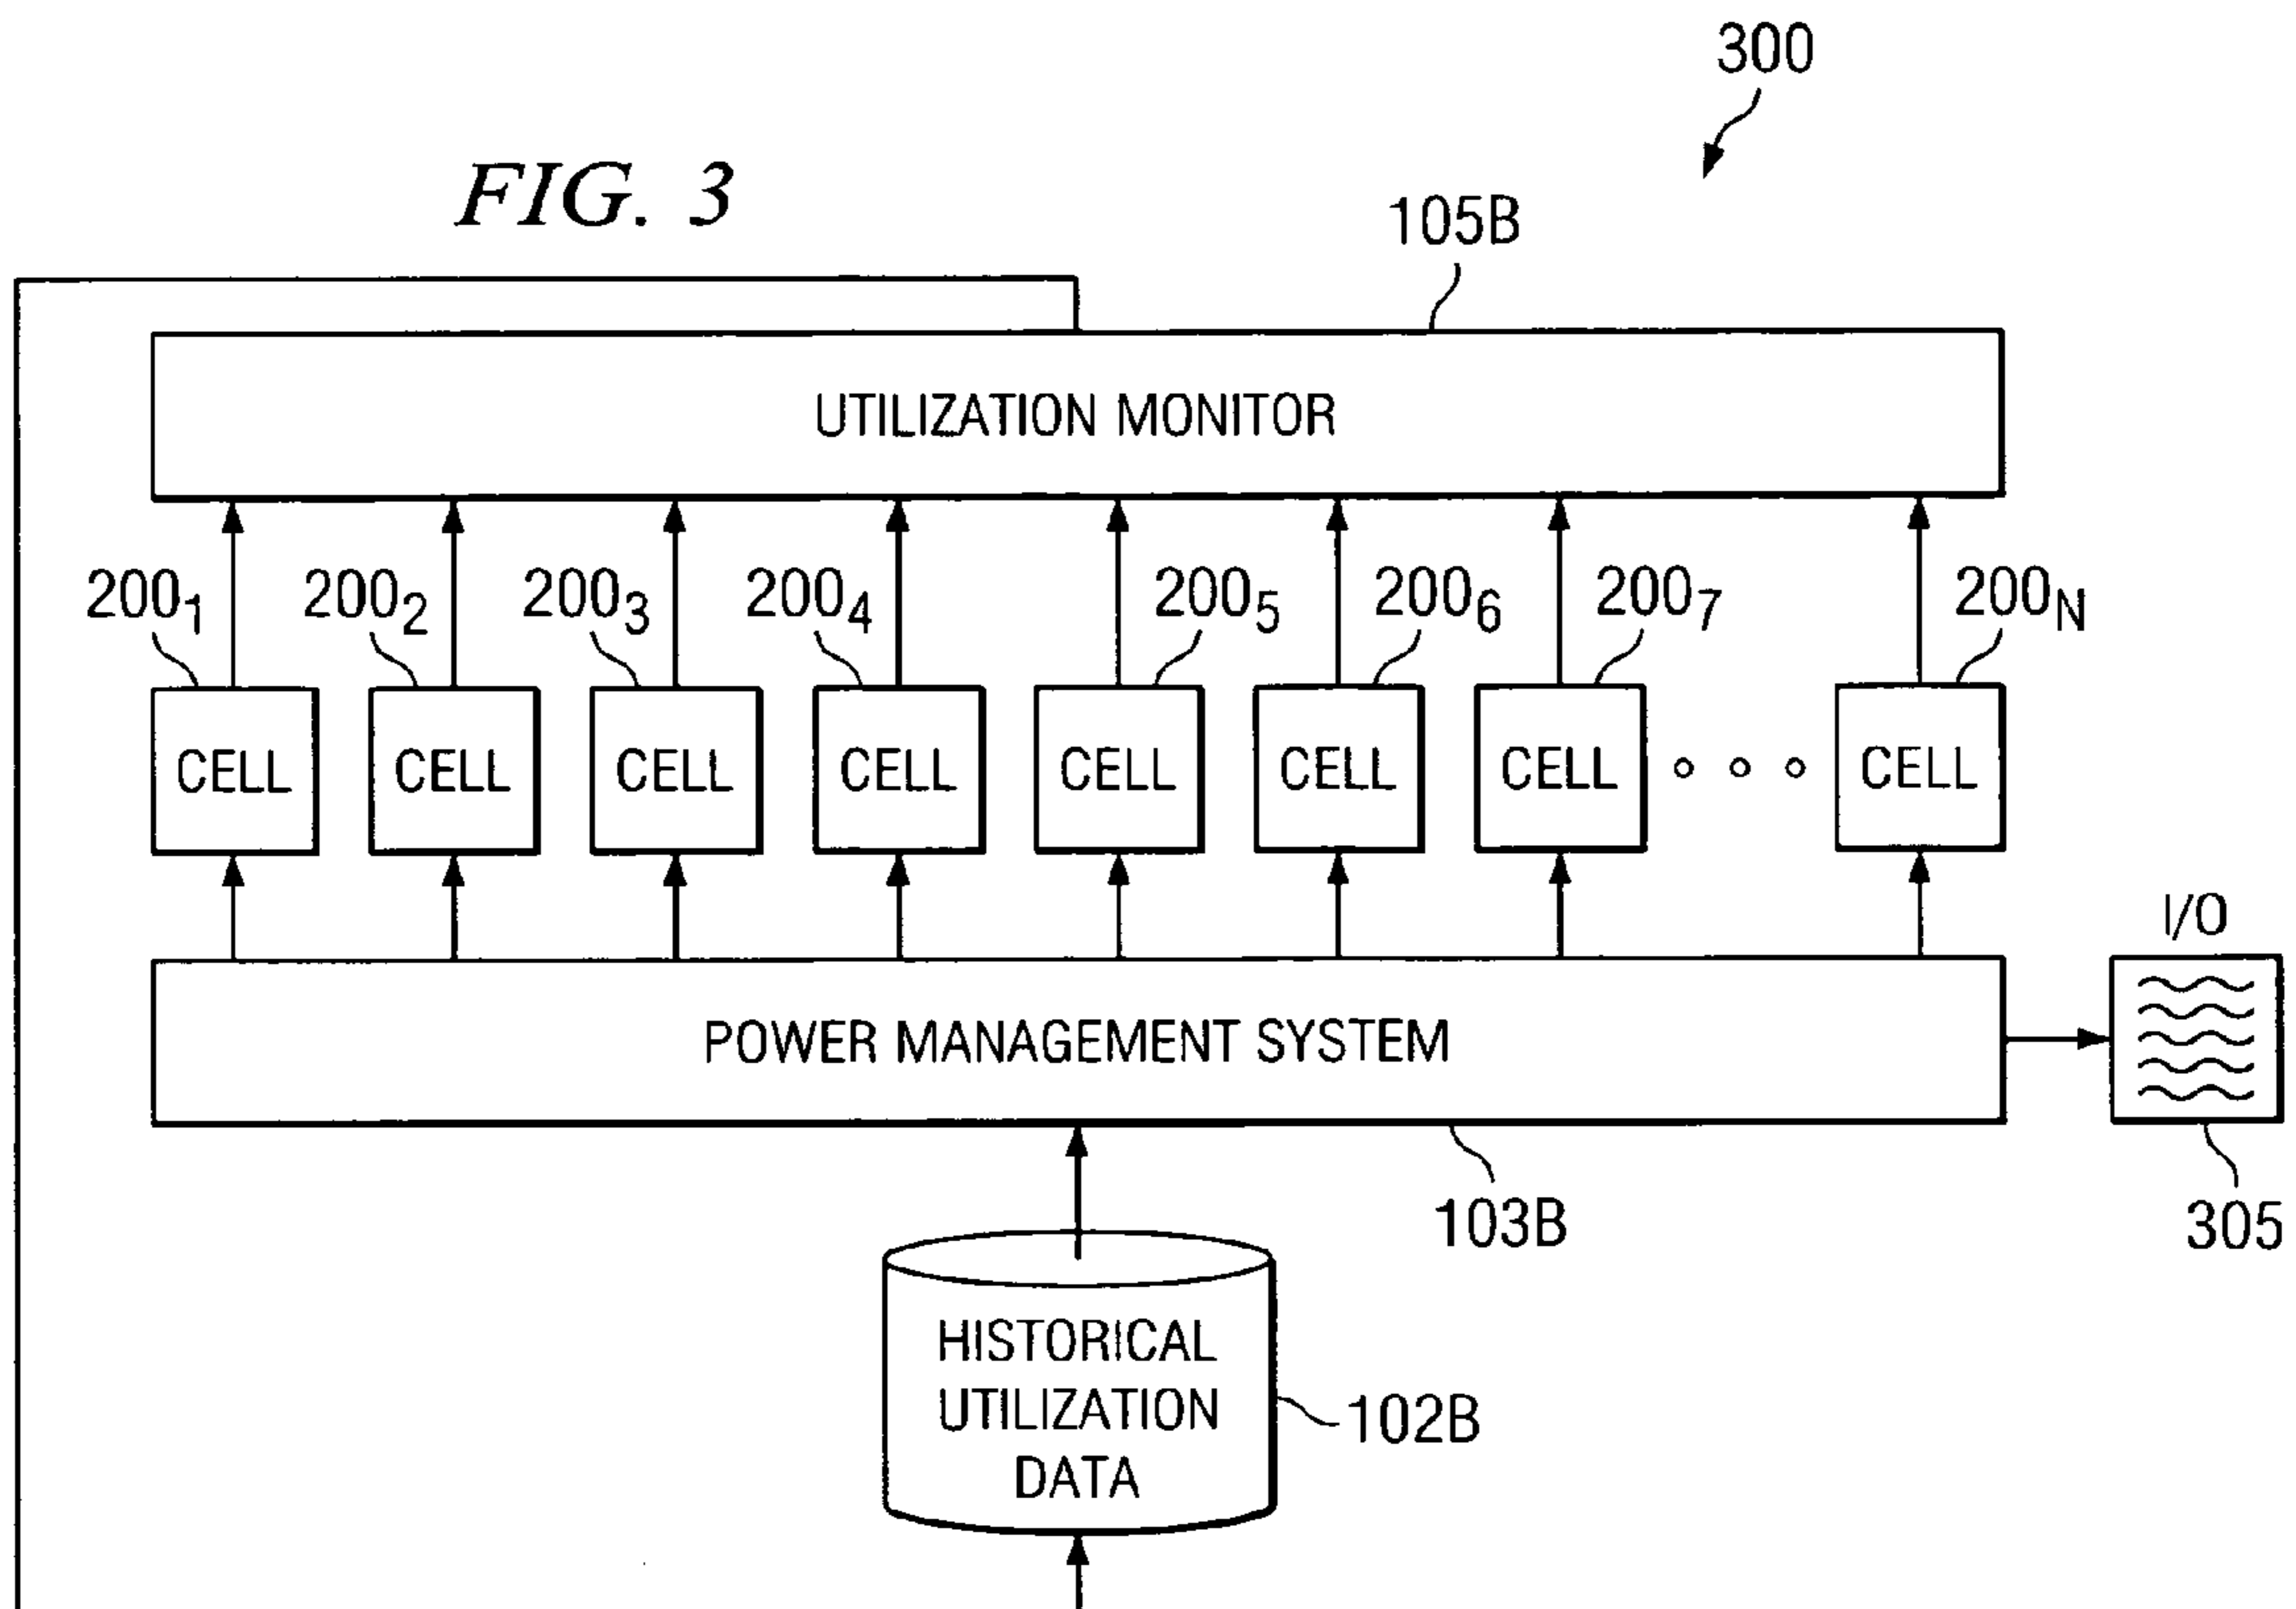 300
FIG. 3
105B
UTILIZATION MONITOR
200₁ 200₂ 200₃ 200₄ 200₅ 200₆ 200₇ 200N
CELL CELL CELL CELL CELL CELL CELL CELL
I/O
POWER MANAGEMENT SYSTEM
103B
305
HISTORICAL
UTILIZATION
DATA
102B